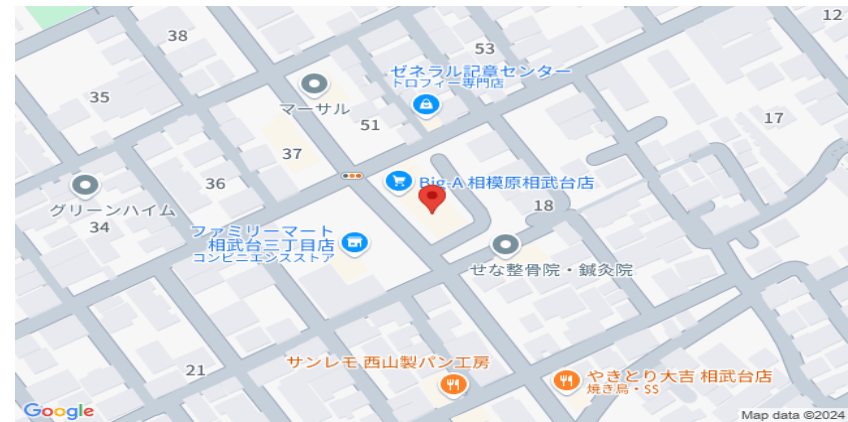 12
38
53
ゼネラル記章センター
トロフィー専門店
35
マーサル
51
17
37
36
Big-A 相模原相武台店
グリーンハイム
34
18
ファミリーマート
相武台三丁目店
コンビニエンスストア
せな整骨院・鍼灸院
21
サンレモ 西山製パン工房
やきとり大吉 相武台店
焼き鳥・SS
Google
Map data ©2024